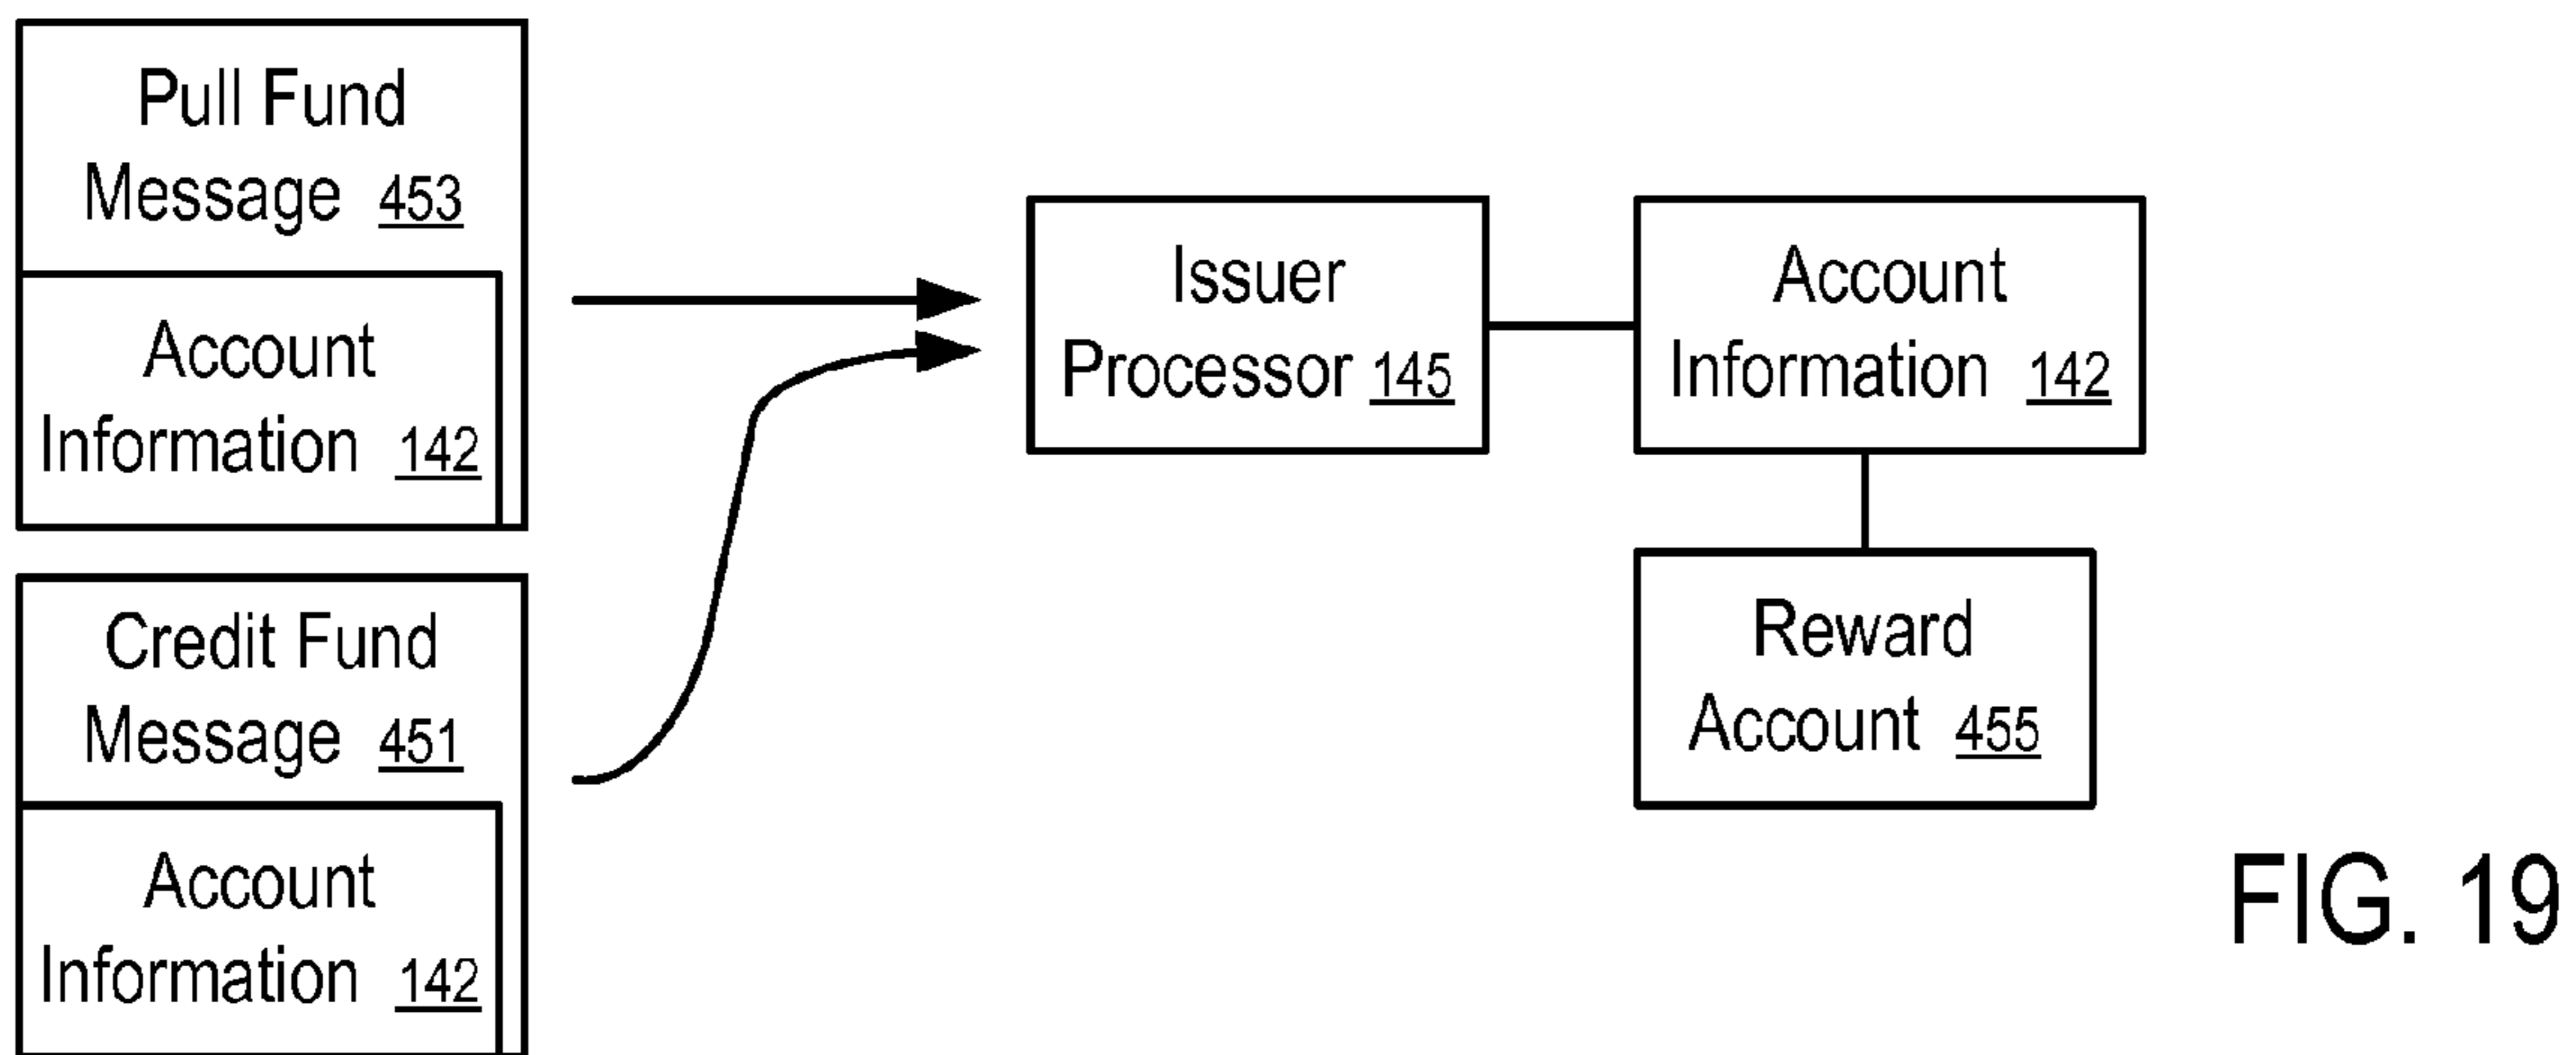 Pull Fund
Message 453
Account
Information 142
Credit Fund
Message 451
Account
Information 142
Issuer
Processor 145
Account
Information 142
Reward
Account 455
FIG. 19